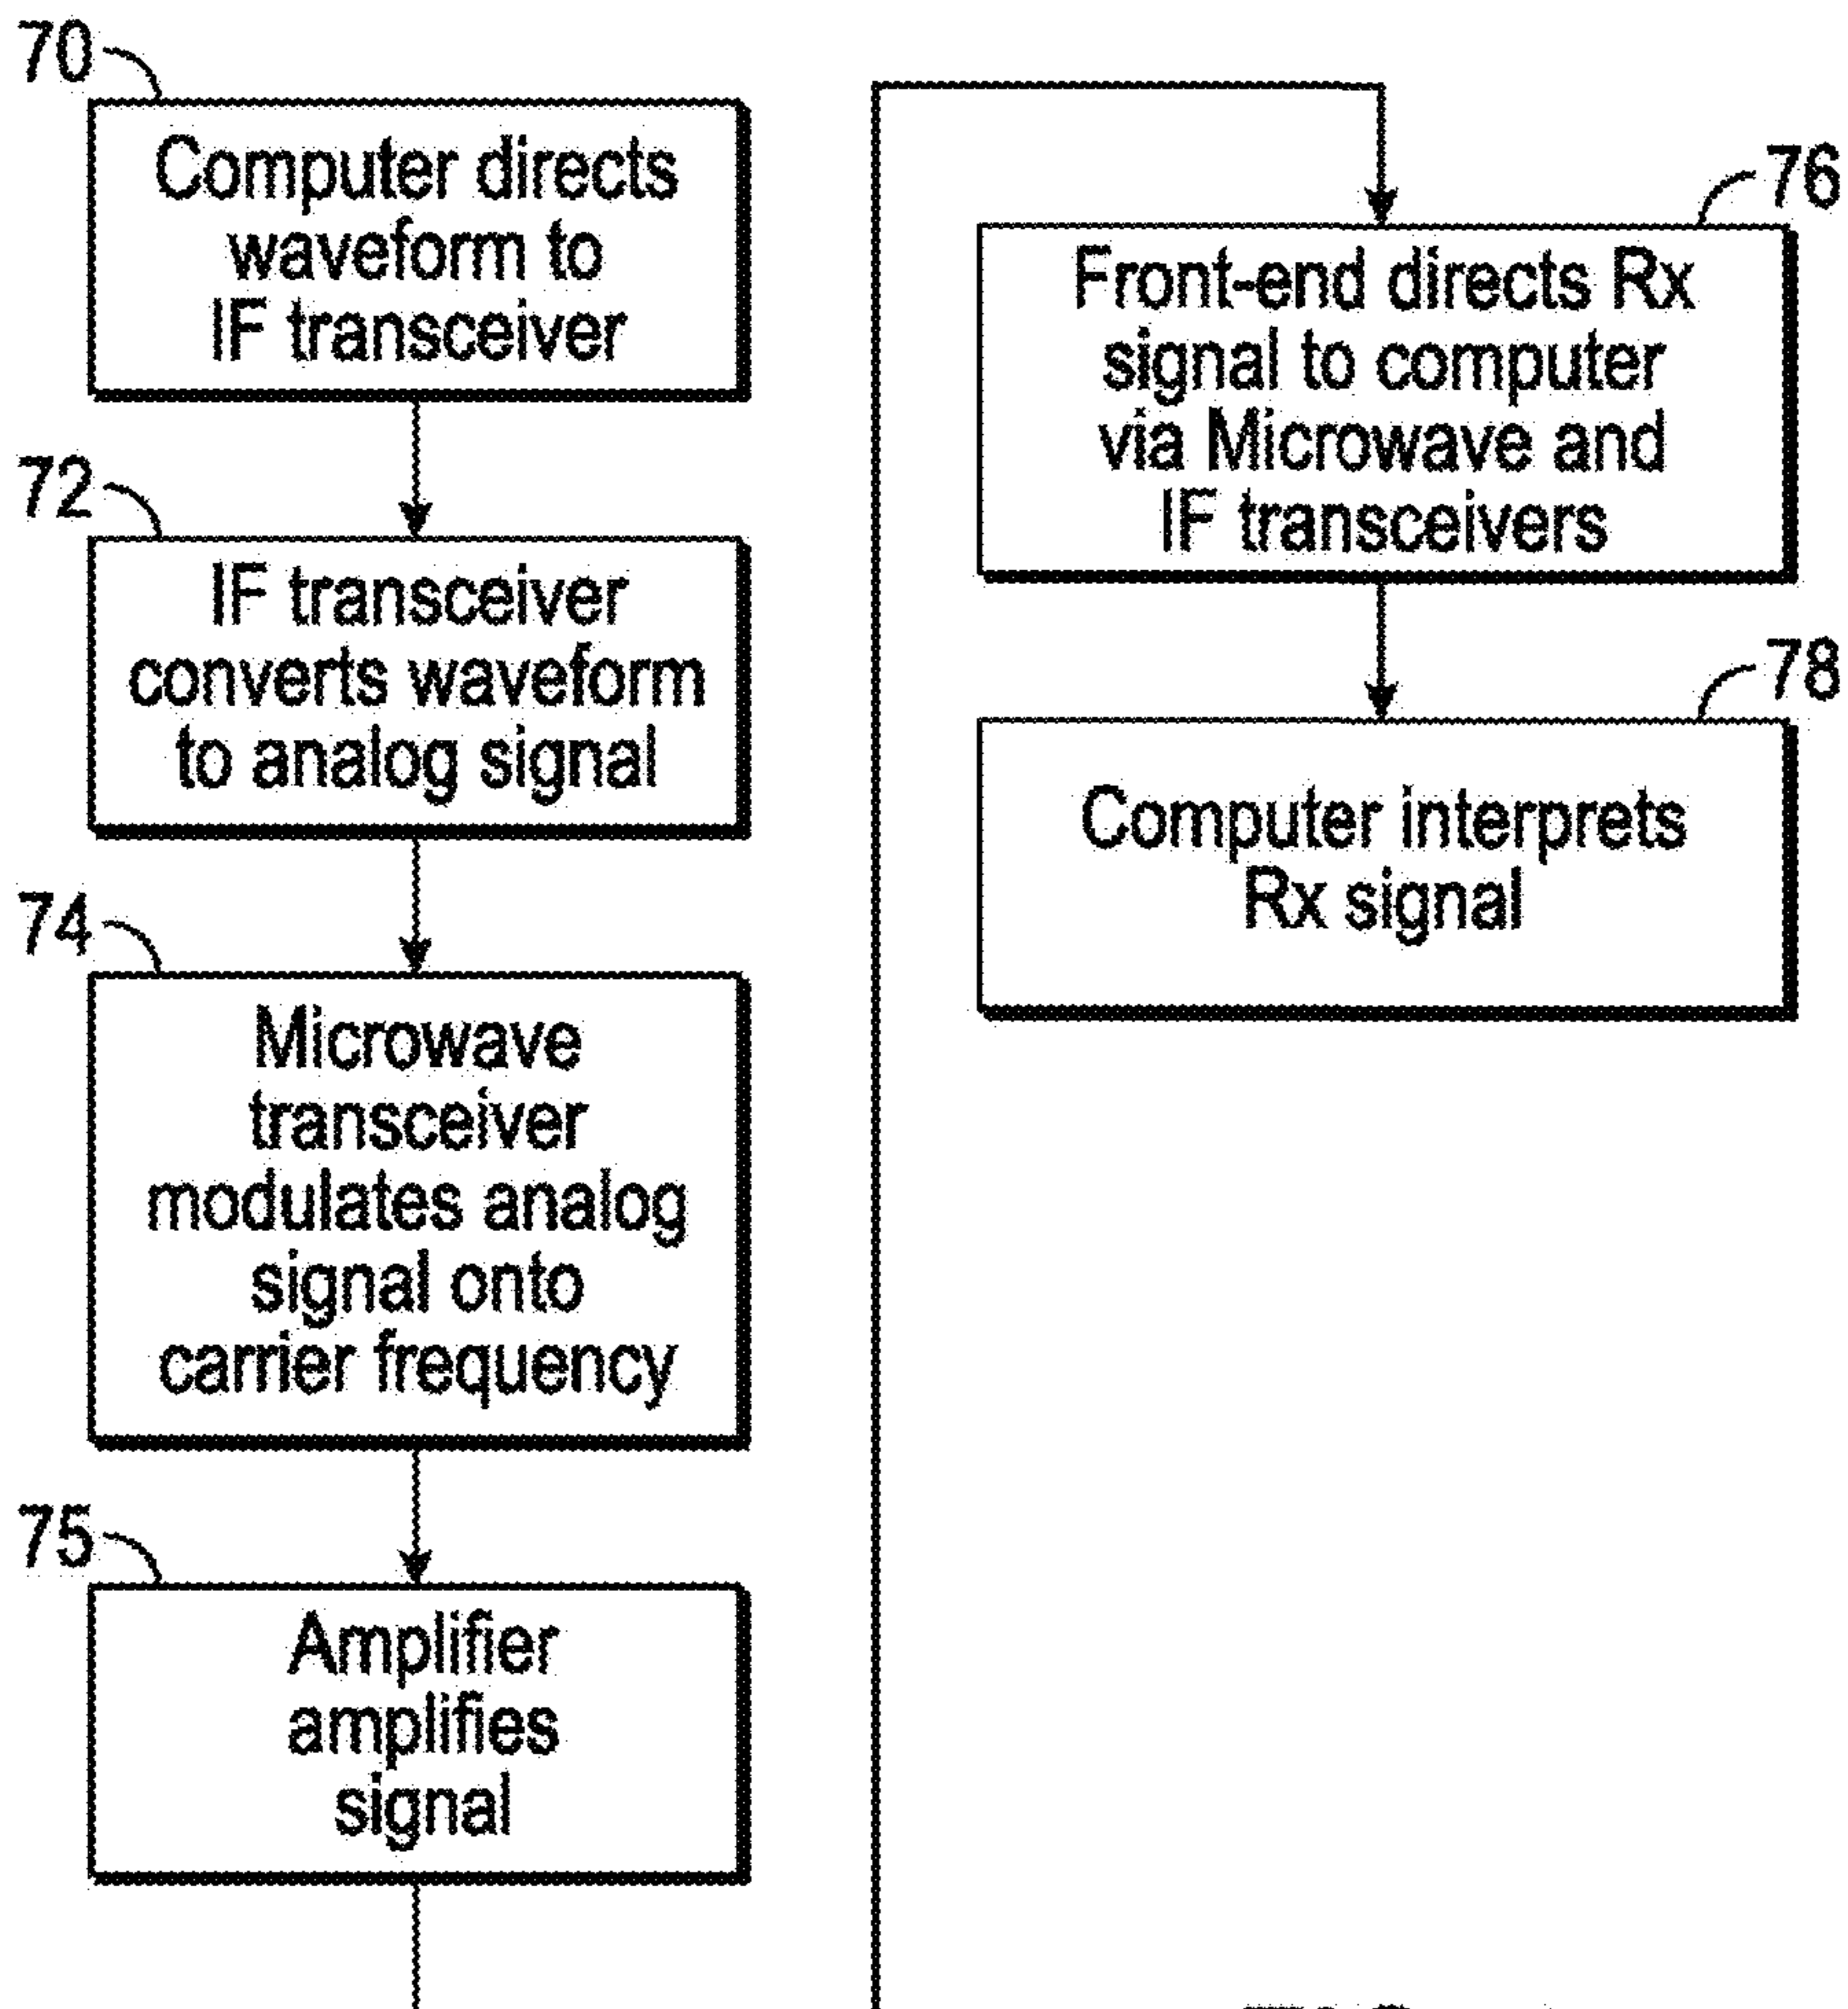 70
Computer directs
waveform to
IF transceiver
72
IF transceiver
converts waveform
to analog signal
74
Microwave
transceiver
modulates analog
signal onto
carrier frequency
75
Amplifier
amplifies
signal
76
Front-end directs Rx
signal to computer
via Microwave and
IF transceivers
78
Computer interprets
Rx signal